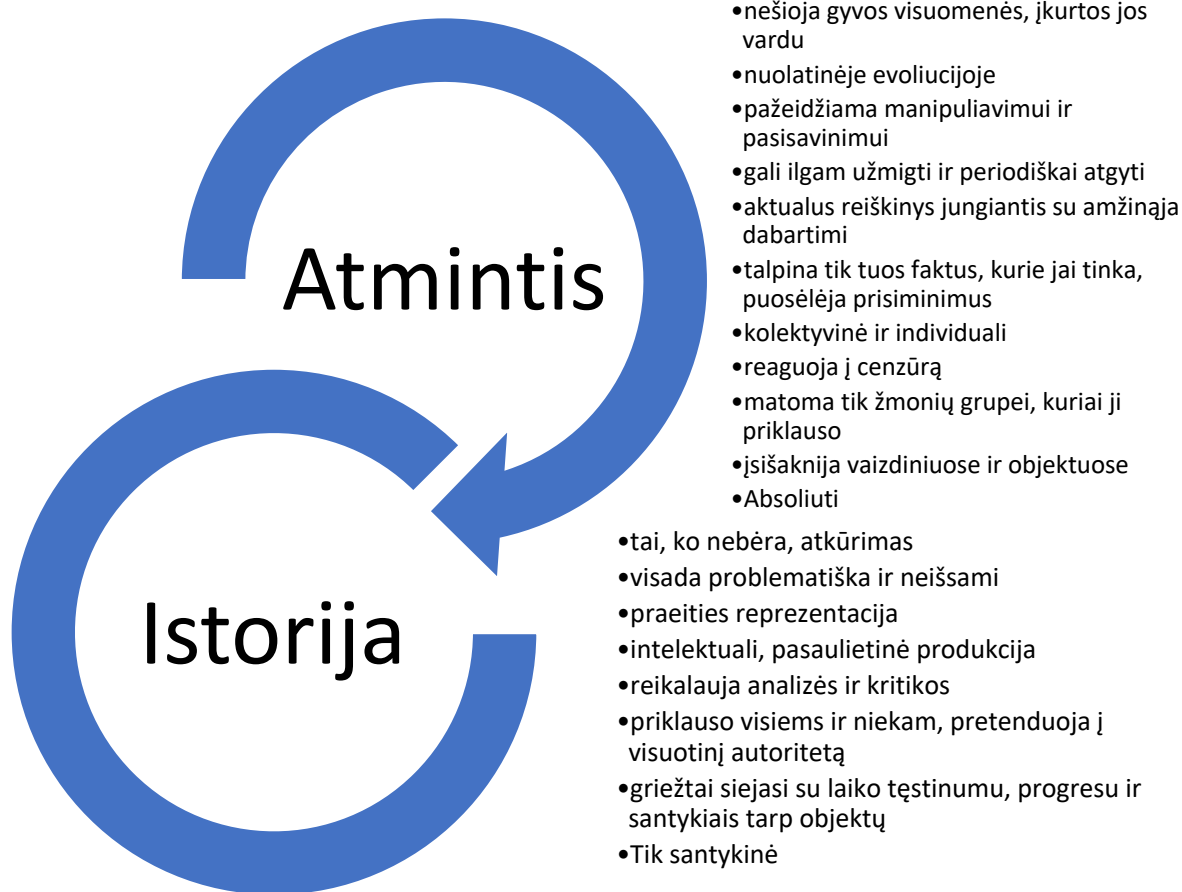 •nešioja gyvos visuomenės, įkurtos jos
vardu
•nuolatinėje evoliucijoje
•pažeidžiama manipuliavimui ir
pasisavinimui
•gali ilgam užmigti ir periodiškai atgyti
•aktualus reiškinys jungiantis su amžinąja
dabartimi
•talpina tik tuos faktus, kurie jai tinka,
puosėlėja prisiminimus
•kolektyvinė ir individuali
•reaguoja į cenzūrą
•matoma tik žmonių grupei, kuriai ji
priklauso
•įsišaknija vaizdiniuose ir objektuose
•Absoliuti
Atmintis
•tai, ko nebėra, atkūrimas
•visada problematiška ir neišsami
•praeities reprezentacija
•intelektuali, pasaulietinė produkcija
•reikalauja analizės ir kritikos
•priklauso visiems ir niekam, pretenduoja į
visuotinį autoritetą
•griežtai siejasi su laiko tęstinumu, progresu ir
santykiais tarp objektų
•Tik santykinė
Istorija